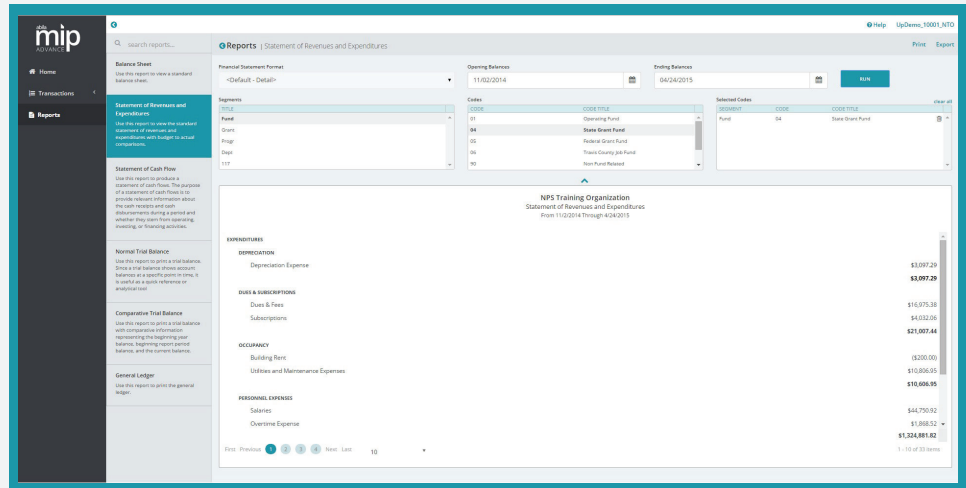 abila
mip
ADVANCE
Help UpDemo_10001_NTO
Home
Transactions
Reports
search reports...
Balance Sheet
Use this report to view a standard
balance sheet.
Statement of Revenues and
Expenditures
Use this report to view the standard
statement of revenues and
expenditures with budget to actual
comparisons.
Statement of Cash Flow
Use this report to produce a
statement of cash flows. The purpose
of a statement of cash flows is to
provide relevant information about
the cash receipts and cash
disbursements during a period and
whether they stem from operating,
investing, or financing activities.
Normal Trial Balance
Use this report to print a trial balance.
Since a trial balance shows account
balances at a specific point in time, it
is useful as a quick reference or
analytical tool
Comparative Trial Balance
Use this report to print a trial balance
with comparative information
representing the beginning year
balance, beginning report period
balance, and the current balance.
General Ledger
Use this report to print the general
ledger.
Reports | Statement of Revenues and Expenditures
Print Export
Financial Statement Format
<Default - Detail>
Opening Balances
11/02/2014
Ending Balances
04/24/2015
RUN
Segments
TITLE
Fund
Grant
Progr
Dept
117
Codes
CODE CODE TITLE
01 Operating Fund
04 State Grant Fund
05 Federal Grant Fund
06 Travis County Job Fund
90 Non Fund Related
Selected Codes clear all
SEGMENT CODE CODE TITLE
Fund 04 State Grant Fund
NPS Training Organization
Statement of Revenues and Expenditures
From 11/2/2014 Through 4/24/2015
EXPENDITURES
DEPRECIATION
Depreciation Expense $3,097.29
$3,097.29
DUES & SUBSCRIPTIONS
Dues & Fees $16,975.38
Subscriptions $4,032.06
$21,007.44
OCCUPANCY
Building Rent ($200.00)
Utilities and Maintenance Expenses $10,806.95
$10,606.95
PERSONNEL EXPENSES
Salaries $44,750.92
Overtime Expense $1,868.52
$1,324,881.82
First Previous 1 2 3 4 Next Last 10
1 - 10 of 33 items